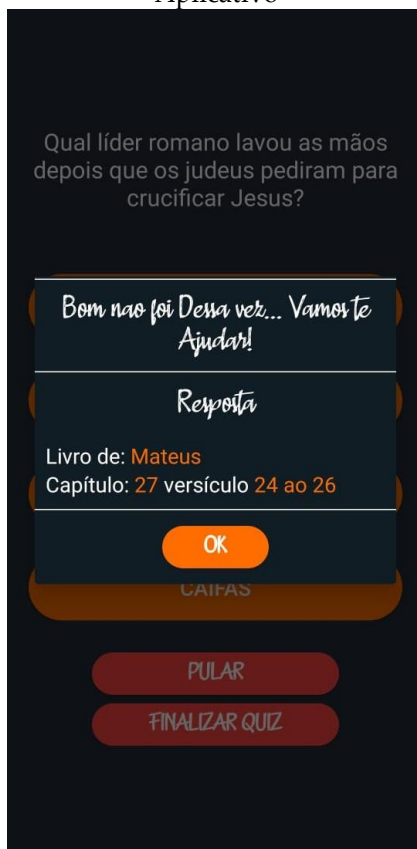 Aplicativo
Qual líder romano lavou as mãos
depois que os judeus pediram para
crucificar Jesus?
Bom nao foi Dessa vez... Vamos te
Ajudar!
Resposta
Livro de: Mateus
Capítulo: 27 versículo 24 ao 26
OK
CAIFÁS
PULAR
FINALIZAR QUIZ